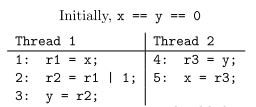 Initially, x == y == 0
Thread 1 Thread 2
1: r1 = x; 4: r3 = y;
2: r2 = r1 | 1; 5: x = r3;
3: y = r2;